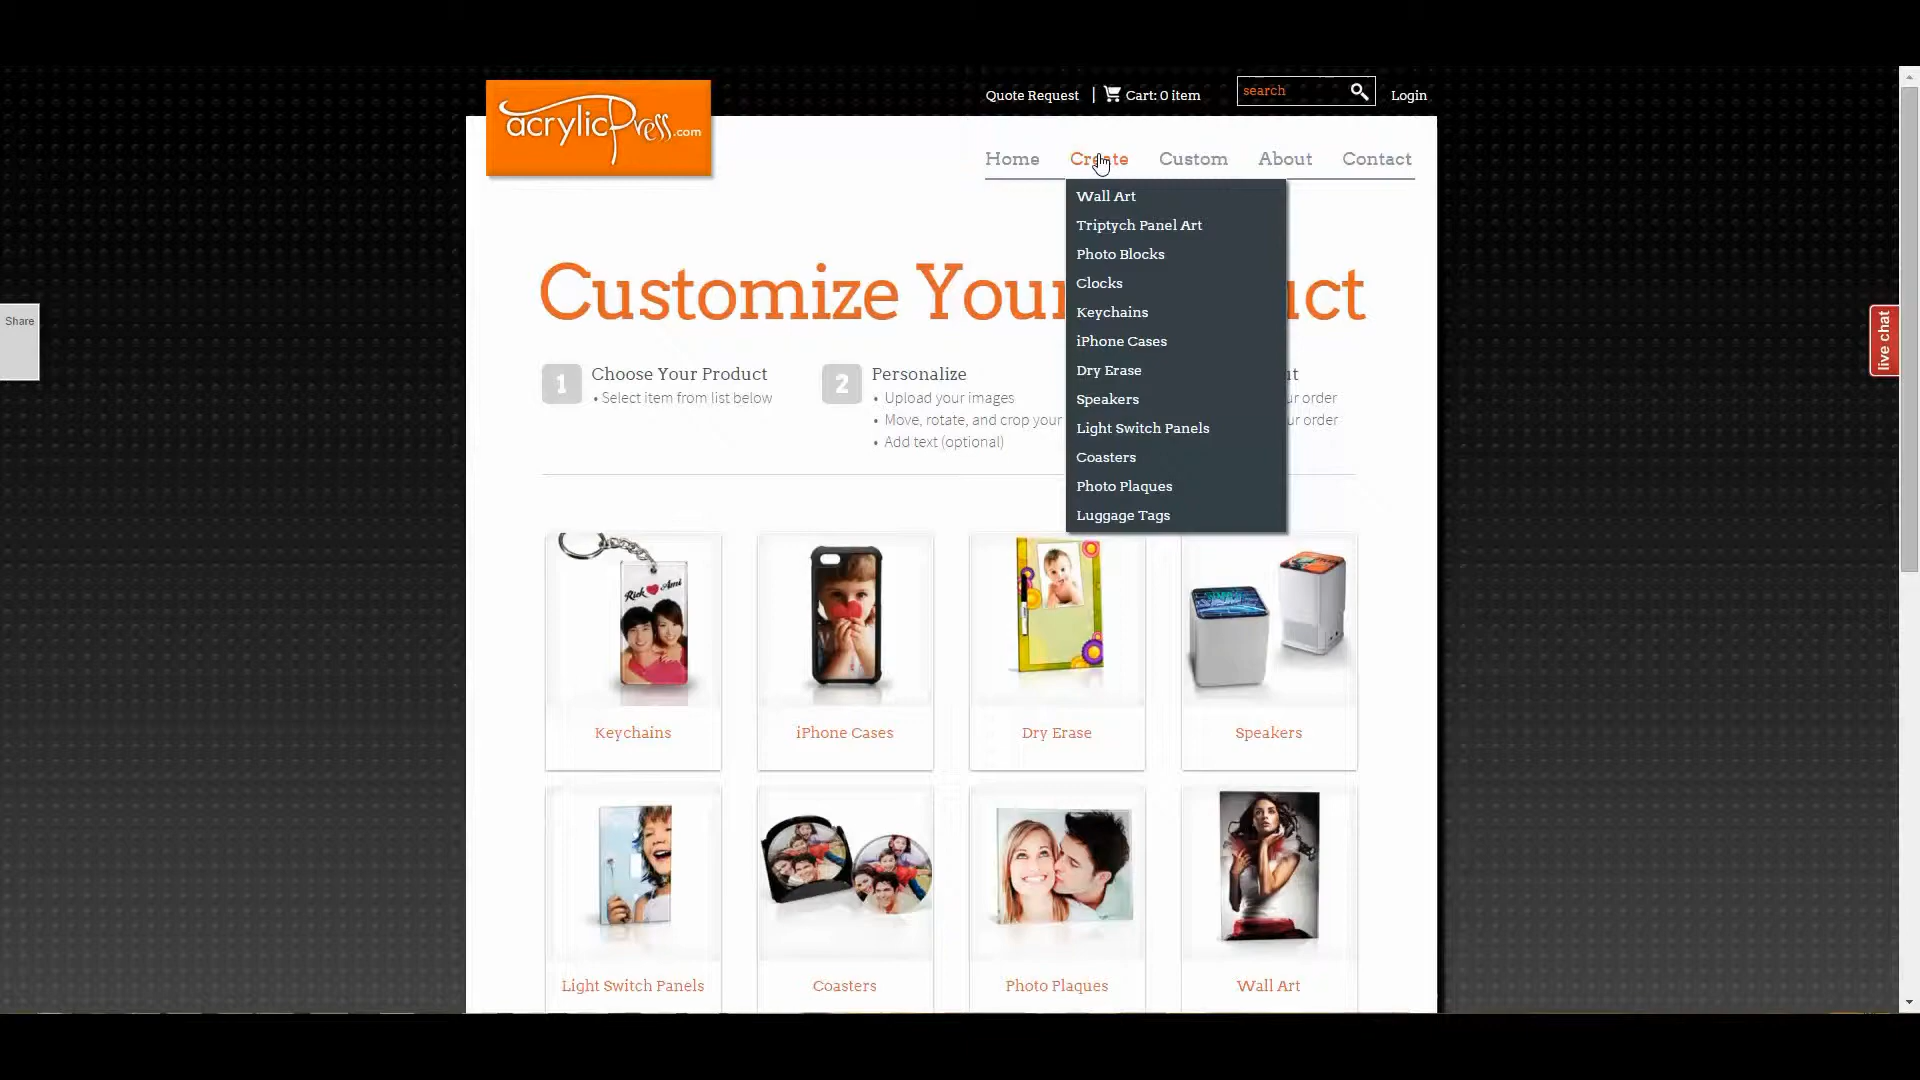 acrylicPress.com
Quote Request | Cart: 0 item
search
Login
Home Create Custom About Contact
Wall Art
Triptych Panel Art
Photo Blocks
Clocks
Keychains
iPhone Cases
Dry Erase
Speakers
Light Switch Panels
Coasters
Photo Plaques
Luggage Tags
Customize Your
Share
live chat
1
Choose Your Product
• Select item from list below
2
Personalize
• Upload your images
• Move, rotate, and crop your
• Add text (optional)
order
order
Rick Ami
Keychains
iPhone Cases
Dry Erase
Speakers
Light Switch Panels
Coasters
Photo Plaques
Wall Art